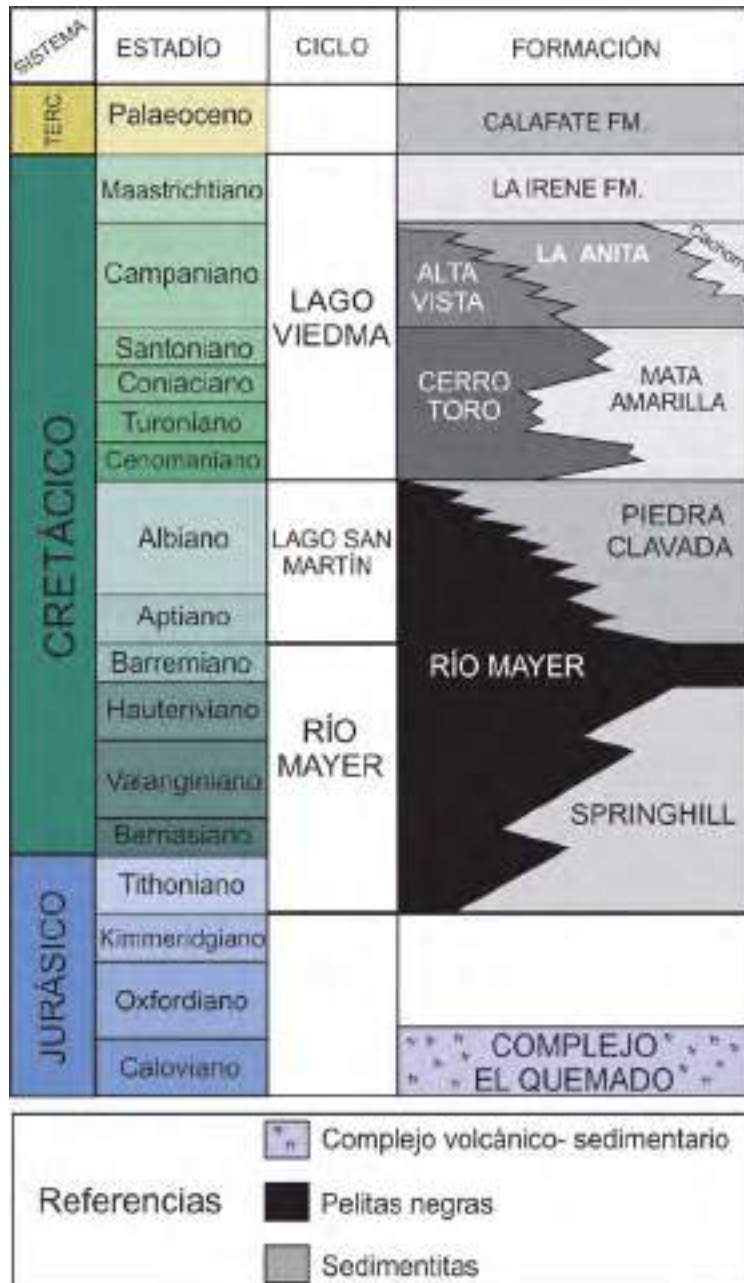 SISTEMA
ESTADÍO
CICLO
FORMACIÓN
TERC
Palaeoceno
CALAFATE FM.
CRETÁCICO
Maastrichtiano
LA IRENE FM.
Campaniano
LAGO
VIEDMA
ALTA
VISTA
LA ANITA
Santoniano
Coniaciano
Turoniano
Cenomaniano
CERRO
TORO
MATA
AMARILLA
Albiano
Aptiano
LAGO SAN
MARTÍN
PIEDRA
CLAVADA
Barremiano
Hauteriviano
Valanginiano
Berriasiano
Tithoniano
RÍO
MAYER
RÍO MAYER
SPRINGHILL
JURÁSICO
Kimmeridgiano
Oxfordiano
Caloviano
COMPLEJO
EL QUEMADO
Referencias
Complejo volcánico- sedimentario
Pelitas negras
Sedimentitas